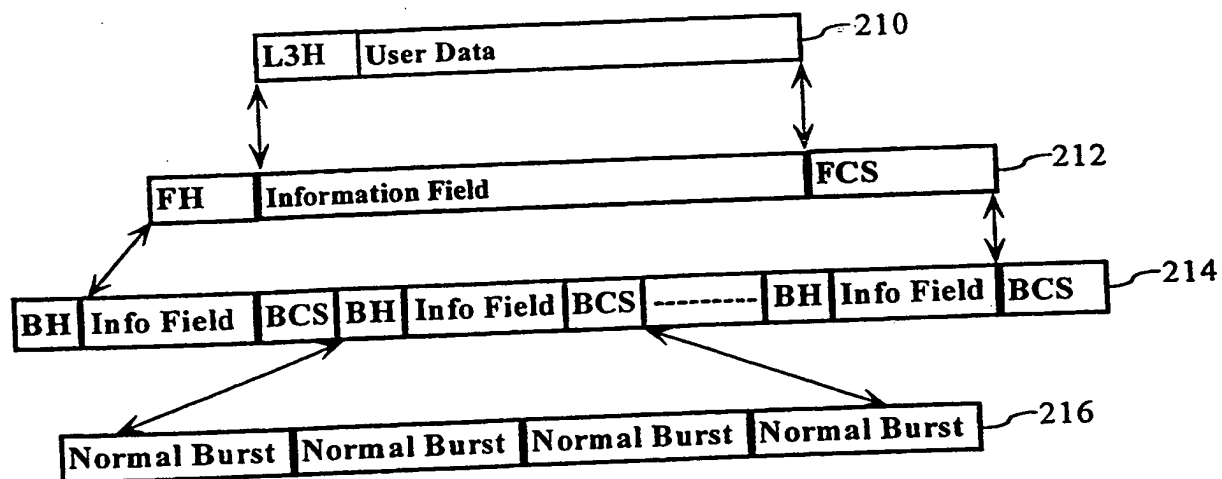 L3H User Data 210
FH Information Field FCS 212
BH Info Field BCS BH Info Field BCS --------- BH Info Field BCS 214
Normal Burst Normal Burst Normal Burst Normal Burst 216